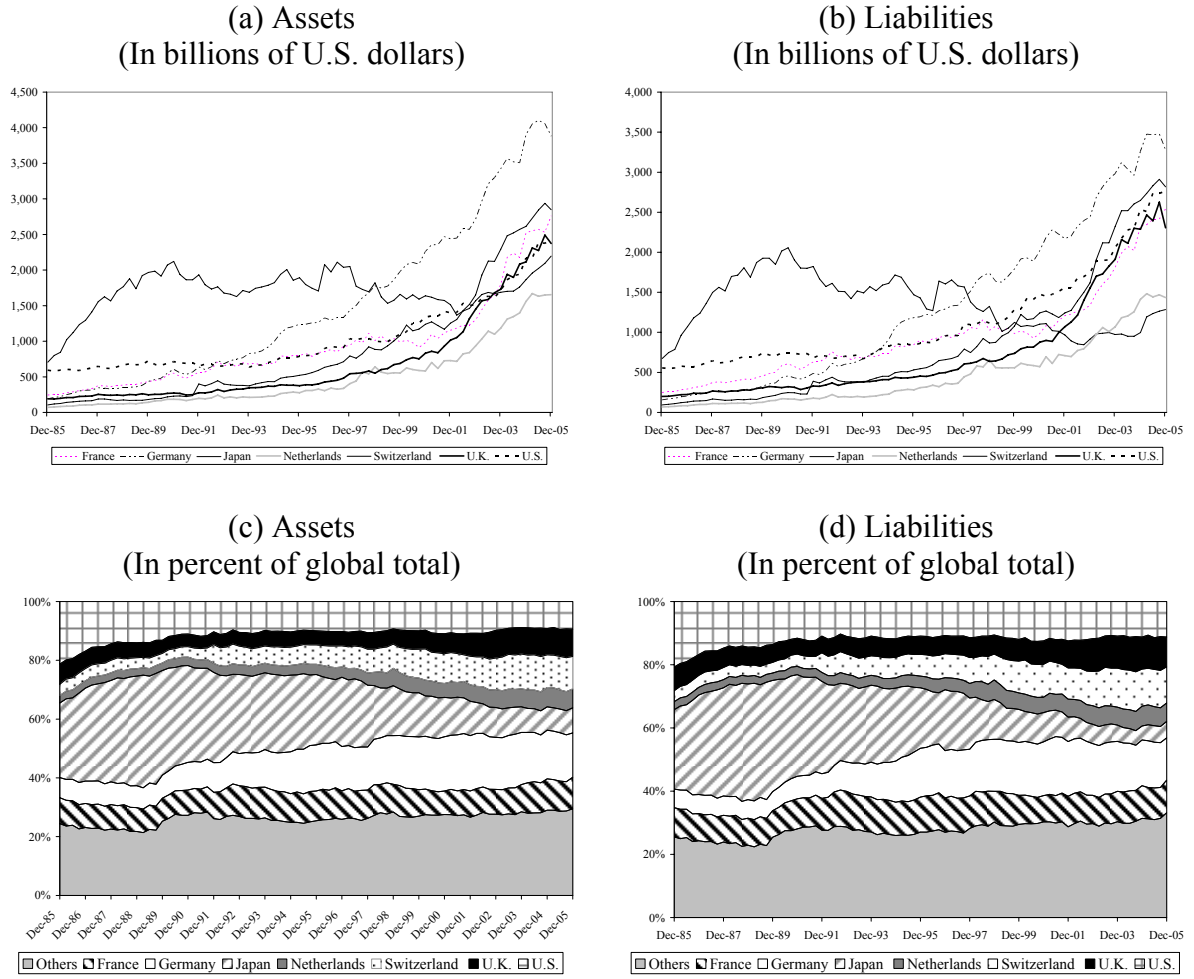 (a) Assets
(In billions of U.S. dollars)
4,500
4,000
3,500
3,000
2,500
2,000
1,500
1,000
500
0
Dec-85 Dec-87 Dec-89 Dec-91 Dec-93 Dec-95 Dec-97 Dec-99 Dec-01 Dec-03 Dec-05
France Germany Japan Netherlands Switzerland U.K. U.S.
(b) Liabilities
(In billions of U.S. dollars)
4,000
3,500
3,000
2,500
2,000
1,500
1,000
500
0
Dec-85 Dec-87 Dec-89 Dec-91 Dec-93 Dec-95 Dec-97 Dec-99 Dec-01 Dec-03 Dec-05
France Germany Japan Netherlands Switzerland U.K. U.S.
(c) Assets
(In percent of global total)
100%
80%
60%
40%
20%
0%
Dec-85 Dec-86 Dec-87 Dec-88 Dec-89 Dec-90 Dec-91 Dec-92 Dec-93 Dec-94 Dec-95 Dec-96 Dec-97 Dec-98 Dec-99 Dec-00 Dec-01 Dec-02 Dec-03 Dec-04 Dec-05
Others France Germany Japan Netherlands Switzerland U.K. U.S.
(d) Liabilities
(In percent of global total)
100%
80%
60%
40%
20%
0%
Dec-85 Dec-87 Dec-89 Dec-91 Dec-93 Dec-95 Dec-97 Dec-99 Dec-01 Dec-03 Dec-05
Others France Germany Japan Netherlands Switzerland U.K. U.S.